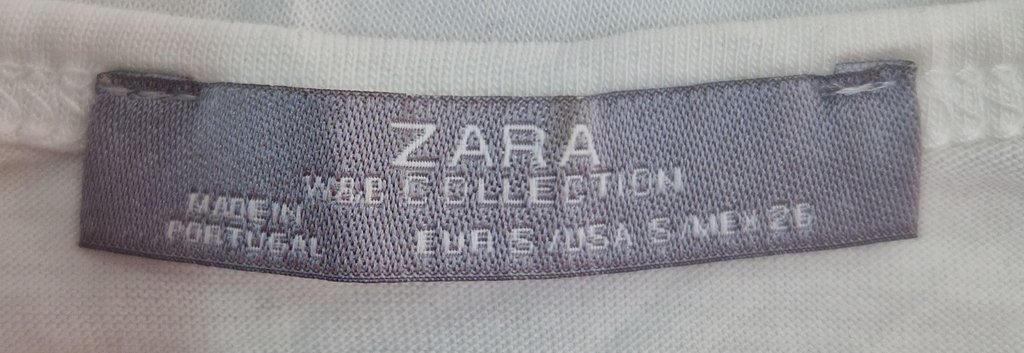 ZARA
W&B COLLECTION
MADE IN
PORTUGAL
EUR S /USA S/MEX 26